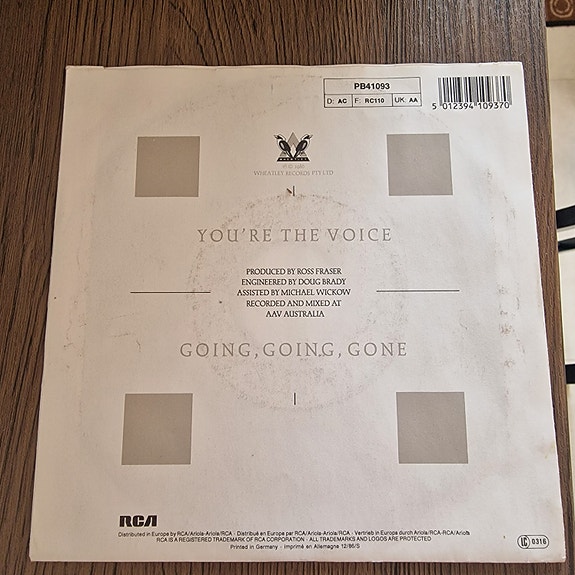 PB41093
D: AC F: RC110 UK: AA
5 012394 109370
WHEATLEY
℗ © 1986
WHEATLEY RECORDS PTY LTD
YOU'RE THE VOICE
PRODUCED BY ROSS FRASER
ENGINEERED BY DOUG BRADY
ASSISTED BY MICHAEL WICKOW
RECORDED AND MIXED AT
AAV AUSTRALIA
GOING, GOING, GONE
RCA
Distributed in Europe by RCA/Ariola-Ariola/RCA · Distribué en Europe par RCA/Ariola-Ariola/RCA · Vertrieb in Europa durch Ariola/RCA-RCA/Ariola
RCA IS A REGISTERED TRADEMARK OF RCA CORPORATION · ALL TRADEMARKS AND LOGOS ARE PROTECTED
Printed in Germany · Imprimé en Allemagne 12/86/S
LC 0316